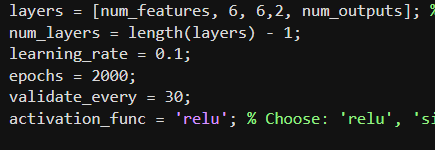 layers = [num_features, 6, 6,2, num_outputs]; %
num_layers = length(layers) - 1;
learning_rate = 0.1;
epochs = 2000;
validate_every = 30;
activation_func = 'relu'; % Choose: 'relu', 'si